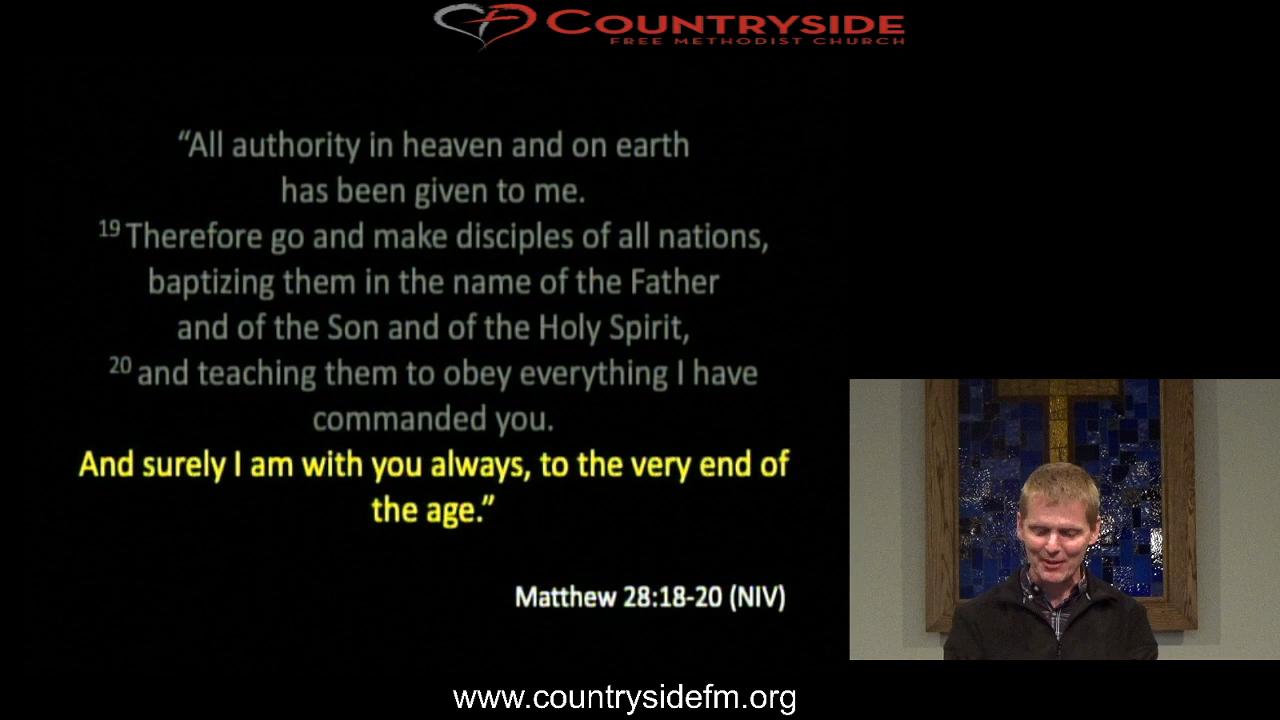 COUNTRYSIDE
FREE METHODIST CHURCH
“All authority in heaven and on earth
has been given to me.
19 Therefore go and make disciples of all nations,
baptizing them in the name of the Father
and of the Son and of the Holy Spirit,
20 and teaching them to obey everything I have
commanded you.
And surely I am with you always, to the very end of
the age.”
Matthew 28:18-20 (NIV)
www.countrysidefm.org